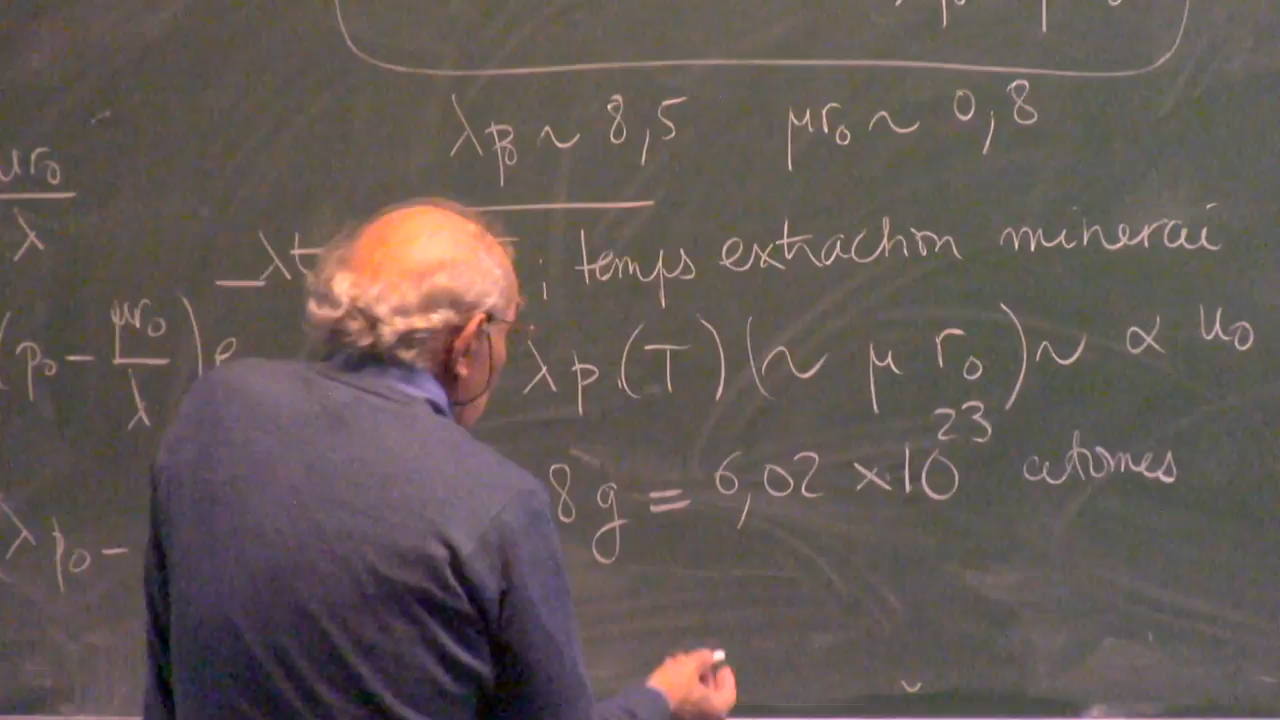 λp₀ ~ 8,5 μr₀ ~ 0,8
μr₀
λ
λt ; temps extraction minerai
(p₀ - μr₀/λ) e λp(T) (~ μ r₀) ~ α u₀
8 g = 6,02 ×10²³ atomes
λ p₀ -